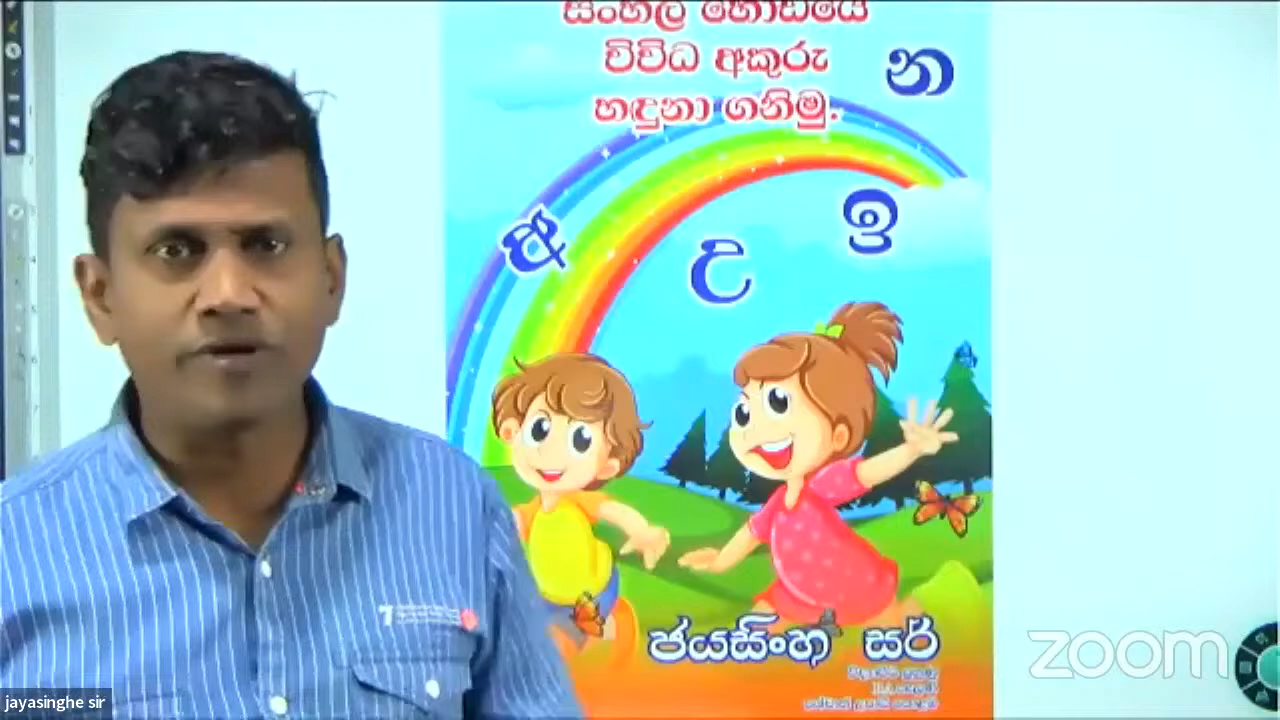 සිංහල හෝඩියේ
විවිධ අකුරු
හඳුනා ගනිමු.
න
ඉ
අ
උ
ජයසිංහ සර්
zoom
jayasinghe sir